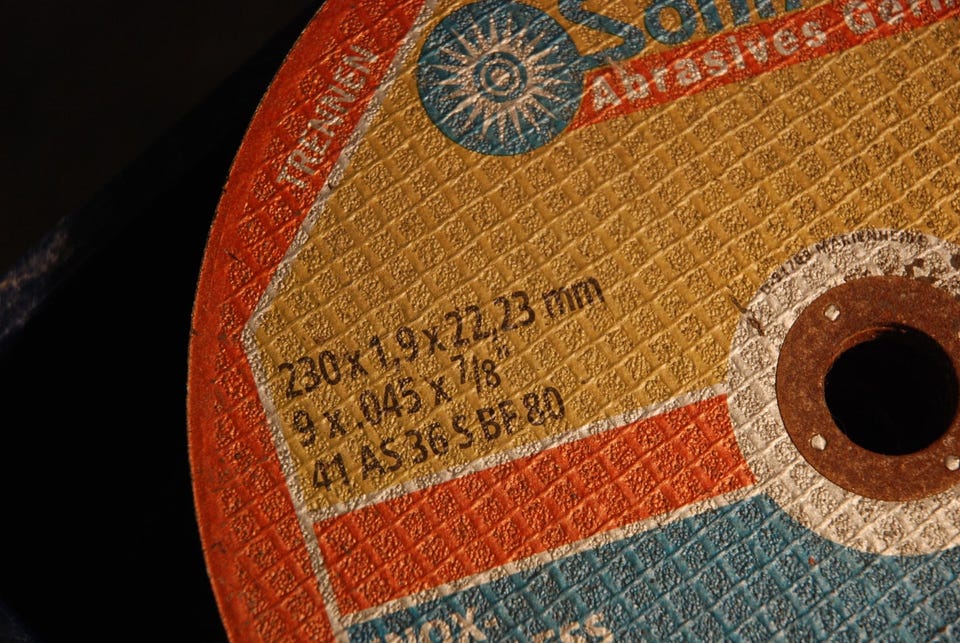 TRENNEN
Abrasives
230 x 1,9 x 22,23 mm
9 x .045 x 7/8"
41 AS 36 S BF 80